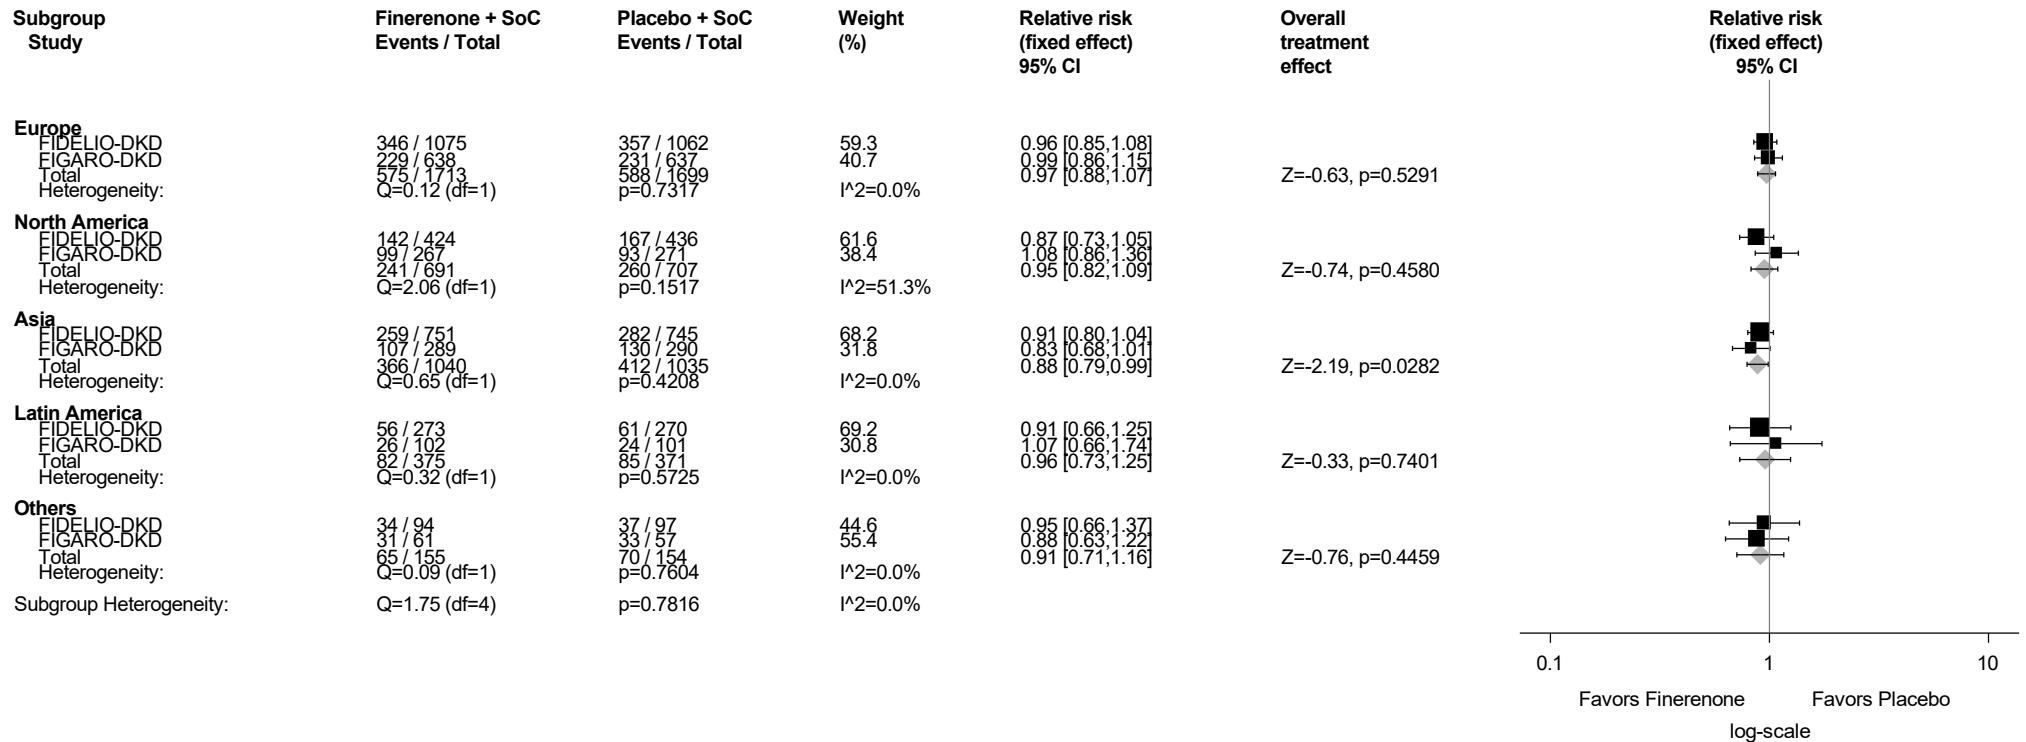 Subgroup Finerenone + SoC Placebo + SoC Weight Relative risk Overall Relative risk
Study Events / Total Events / Total (%) (fixed effect) treatment (fixed effect)
95% CI effect 95% CI
Europe
FIDELIO-DKD 346 / 1075 357 / 1062 59.3 0.96 [0.85,1.08]
FIGARO-DKD 229 / 638 231 / 637 40.7 0.99 [0.86,1.15]
Total 575 / 1713 588 / 1699 0.97 [0.88,1.07] Z=-0.63, p=0.5291
Heterogeneity: Q=0.12 (df=1) p=0.7317 I^2=0.0%
North America
FIDELIO-DKD 142 / 424 167 / 436 61.6 0.87 [0.73,1.05]
FIGARO-DKD 99 / 267 93 / 271 38.4 1.08 [0.86,1.36]
Total 241 / 691 260 / 707 0.95 [0.82,1.09] Z=-0.74, p=0.4580
Heterogeneity: Q=2.06 (df=1) p=0.1517 I^2=51.3%
Asia
FIDELIO-DKD 259 / 751 282 / 745 68.2 0.91 [0.80,1.04]
FIGARO-DKD 107 / 289 130 / 290 31.8 0.83 [0.68,1.01]
Total 366 / 1040 412 / 1035 0.88 [0.79,0.99] Z=-2.19, p=0.0282
Heterogeneity: Q=0.65 (df=1) p=0.4208 I^2=0.0%
Latin America
FIDELIO-DKD 56 / 273 61 / 270 69.2 0.91 [0.66,1.25]
FIGARO-DKD 26 / 102 24 / 101 30.8 1.07 [0.66,1.74]
Total 82 / 375 85 / 371 0.96 [0.73,1.25] Z=-0.33, p=0.7401
Heterogeneity: Q=0.32 (df=1) p=0.5725 I^2=0.0%
Others
FIDELIO-DKD 34 / 94 37 / 97 44.6 0.95 [0.66,1.37]
FIGARO-DKD 31 / 61 33 / 57 55.4 0.88 [0.63,1.22]
Total 65 / 155 70 / 154 0.91 [0.71,1.16] Z=-0.76, p=0.4459
Heterogeneity: Q=0.09 (df=1) p=0.7604 I^2=0.0%
Subgroup Heterogeneity: Q=1.75 (df=4) p=0.7816 I^2=0.0%
0.1 1 10
Favors Finerenone Favors Placebo
log-scale